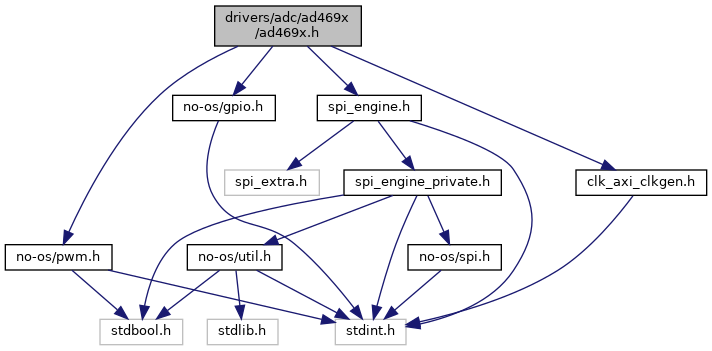 drivers/adc/ad469x
/ad469x.h
no-os/gpio.h
spi_engine.h
spi_extra.h
spi_engine_private.h
clk_axi_clkgen.h
no-os/pwm.h
no-os/util.h
no-os/spi.h
stdbool.h
stdlib.h
stdint.h